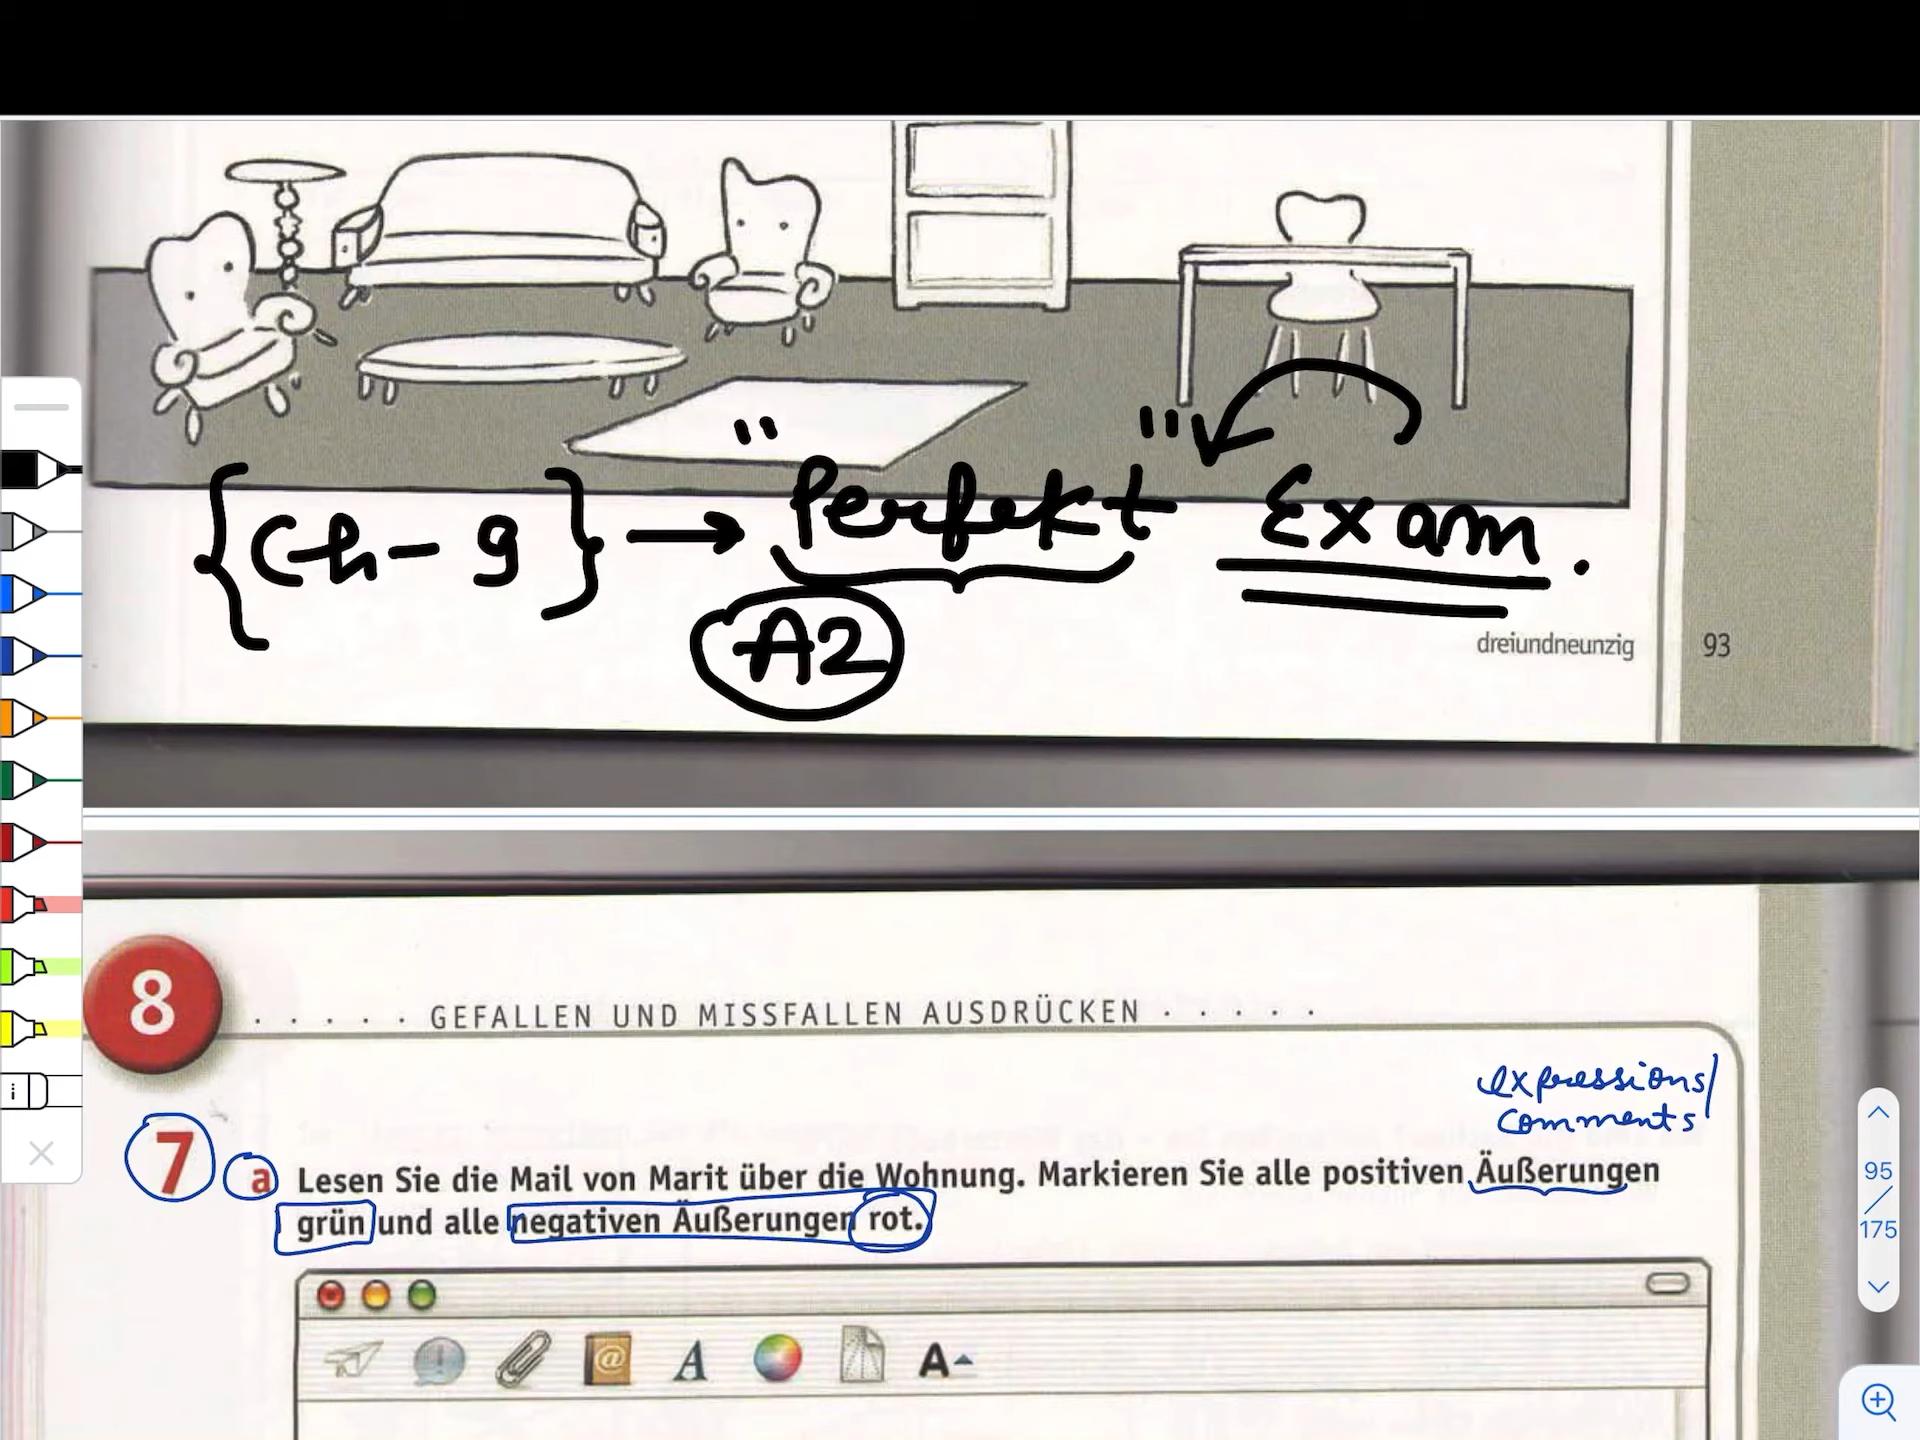 {Ch-9} → "Perfekt" Exam.
A2
dreiundneunzig 93
8
GEFALLEN UND MISSFALLEN AUSDRÜCKEN
expressions/
comments
7 a Lesen Sie die Mail von Marit über die Wohnung. Markieren Sie alle positiven Äußerungen
grün und alle negativen Äußerungen rot.
A A
95
/
175